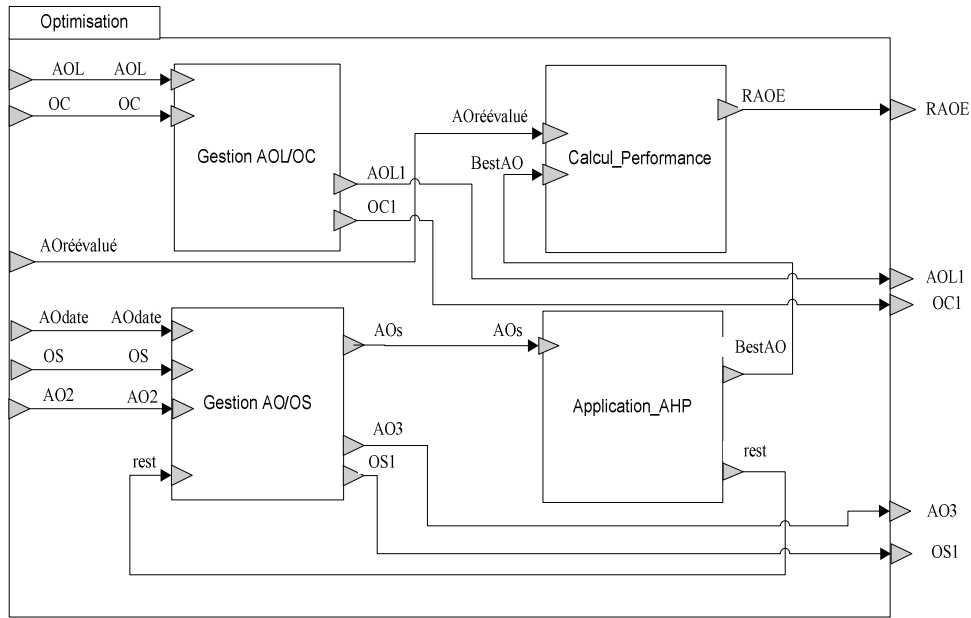 Optimisation
AOL AOL
OC OC
Gestion AOL/OC
AOL1
OC1
AOréévalué
AOréévalué
BestAO
Calcul_Performance
RAOE
RAOE
AOL1
OC1
AOdate AOdate
OS OS
AO2 AO2
rest
Gestion AO/OS
AOs AOs
AO3
OS1
Application_AHP
BestAO
rest
AO3
OS1